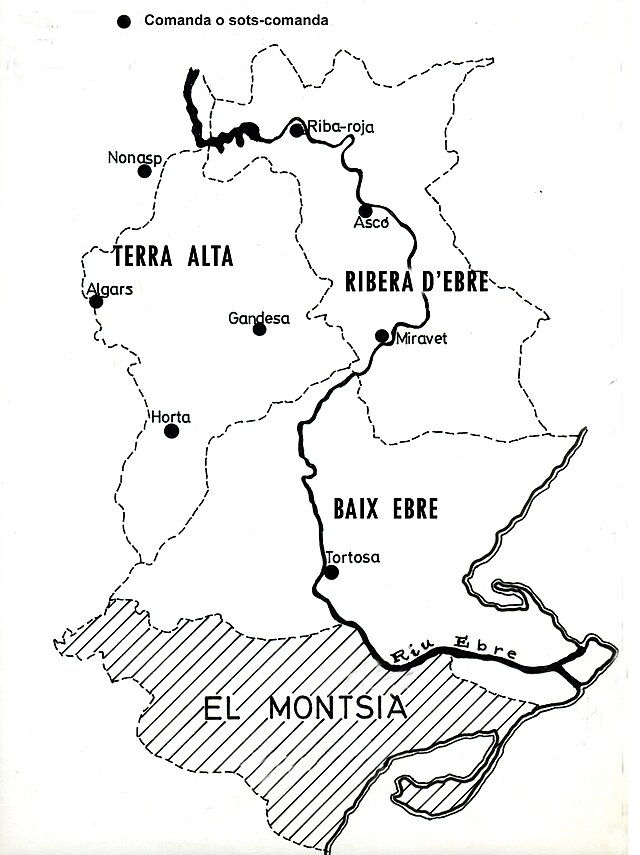 Comanda o sots-comanda
Riba-roja
Nonasp
Ascó
TERRA ALTA
RIBERA D'EBRE
Algars
Gandesa
Miravet
Horta
BAIX EBRE
Tortosa
Riu Ebre
EL MONTSIÀ